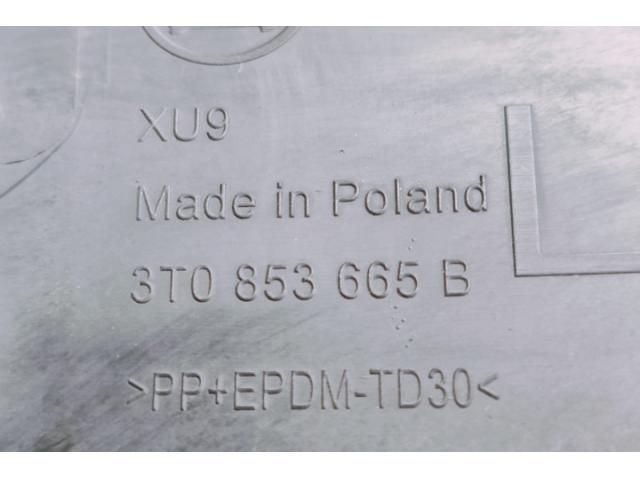 XU9
Made in Poland
3T0 853 665 B
>PP+EPDM-TD30<